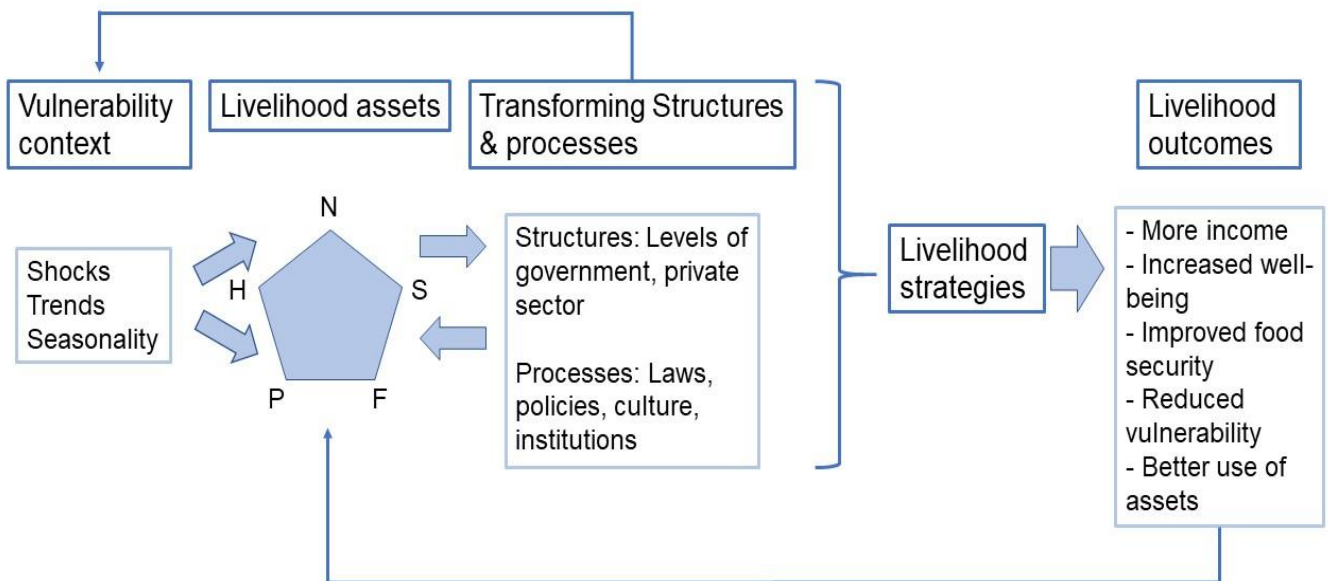 Vulnerability
context
Livelihood assets
Transforming Structures
& processes
Livelihood
outcomes
Shocks
Trends
Seasonality
N
H
S
P
F
Structures: Levels of
government, private
sector
Processes: Laws,
policies, culture,
institutions
Livelihood
strategies
- More income
- Increased well-
being
- Improved food
security
- Reduced
vulnerability
- Better use of
assets